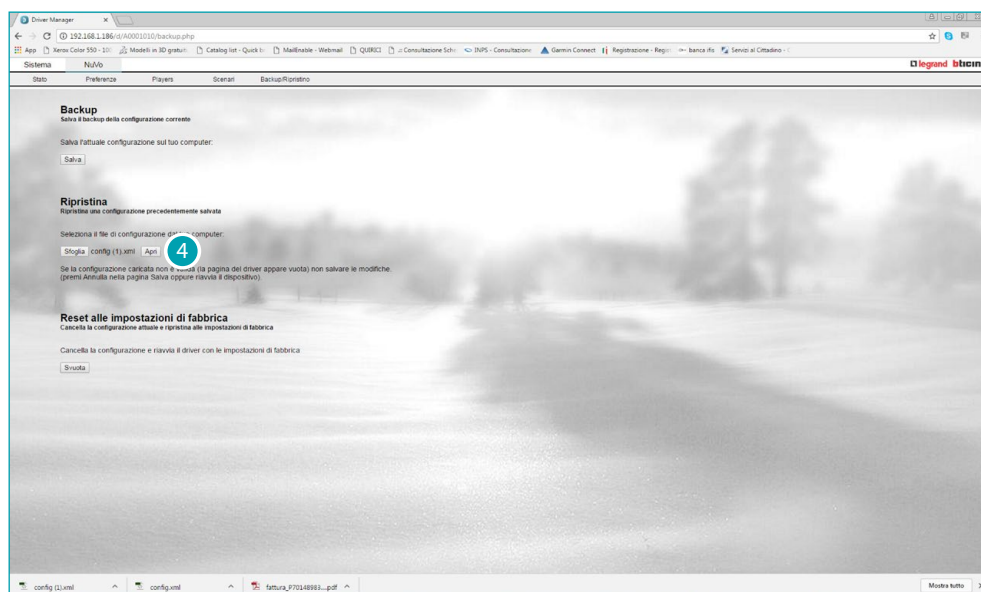 Driver Manager
192.168.1.186/d/A0001010/backup.php
App Xerox Color 550 - 100 Modelli in 3D gratuiti Catalog list - Quick b MailEnable - Webmail QUIRICI Consultazione Sche INPS - Consultazione Garmin Connect Registrazione - Regi banca ifis Servizi al Cittadino -
Sistema NuVo legrand bticin
Stato Preferenze Players Scenari Backup/Ripristino
Backup
Salva il backup della configurazione corrente
Salva l'attuale configurazione sul tuo computer:
Salva
Ripristina
Ripristina una configurazione precedentemente salvata
Seleziona il file di configurazione dal computer:
Sfoglia config (1).xml Apri 4
Se la configurazione caricata non è valida (la pagina del driver appare vuota) non salvare le modifiche.
(premi Annulla nella pagina Salva oppure riavvia il dispositivo).
Reset alle impostazioni di fabbrica
Cancella la configurazione attuale e ripristina alle impostazioni di fabbrica
Cancella la configurazione e riavvia il driver con le impostazioni di fabbrica
Svuota
config (1).xml config.xml fattura_P70148983....pdf Mostra tutto